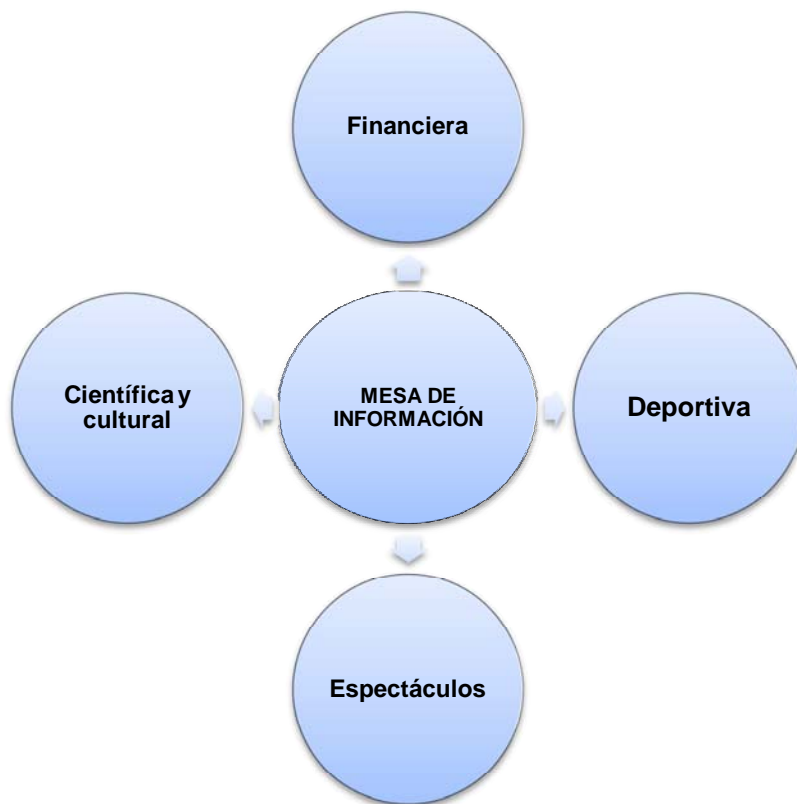 Financiera
Científica y
cultural
MESA DE
INFORMACIÓN
Deportiva
Espectáculos